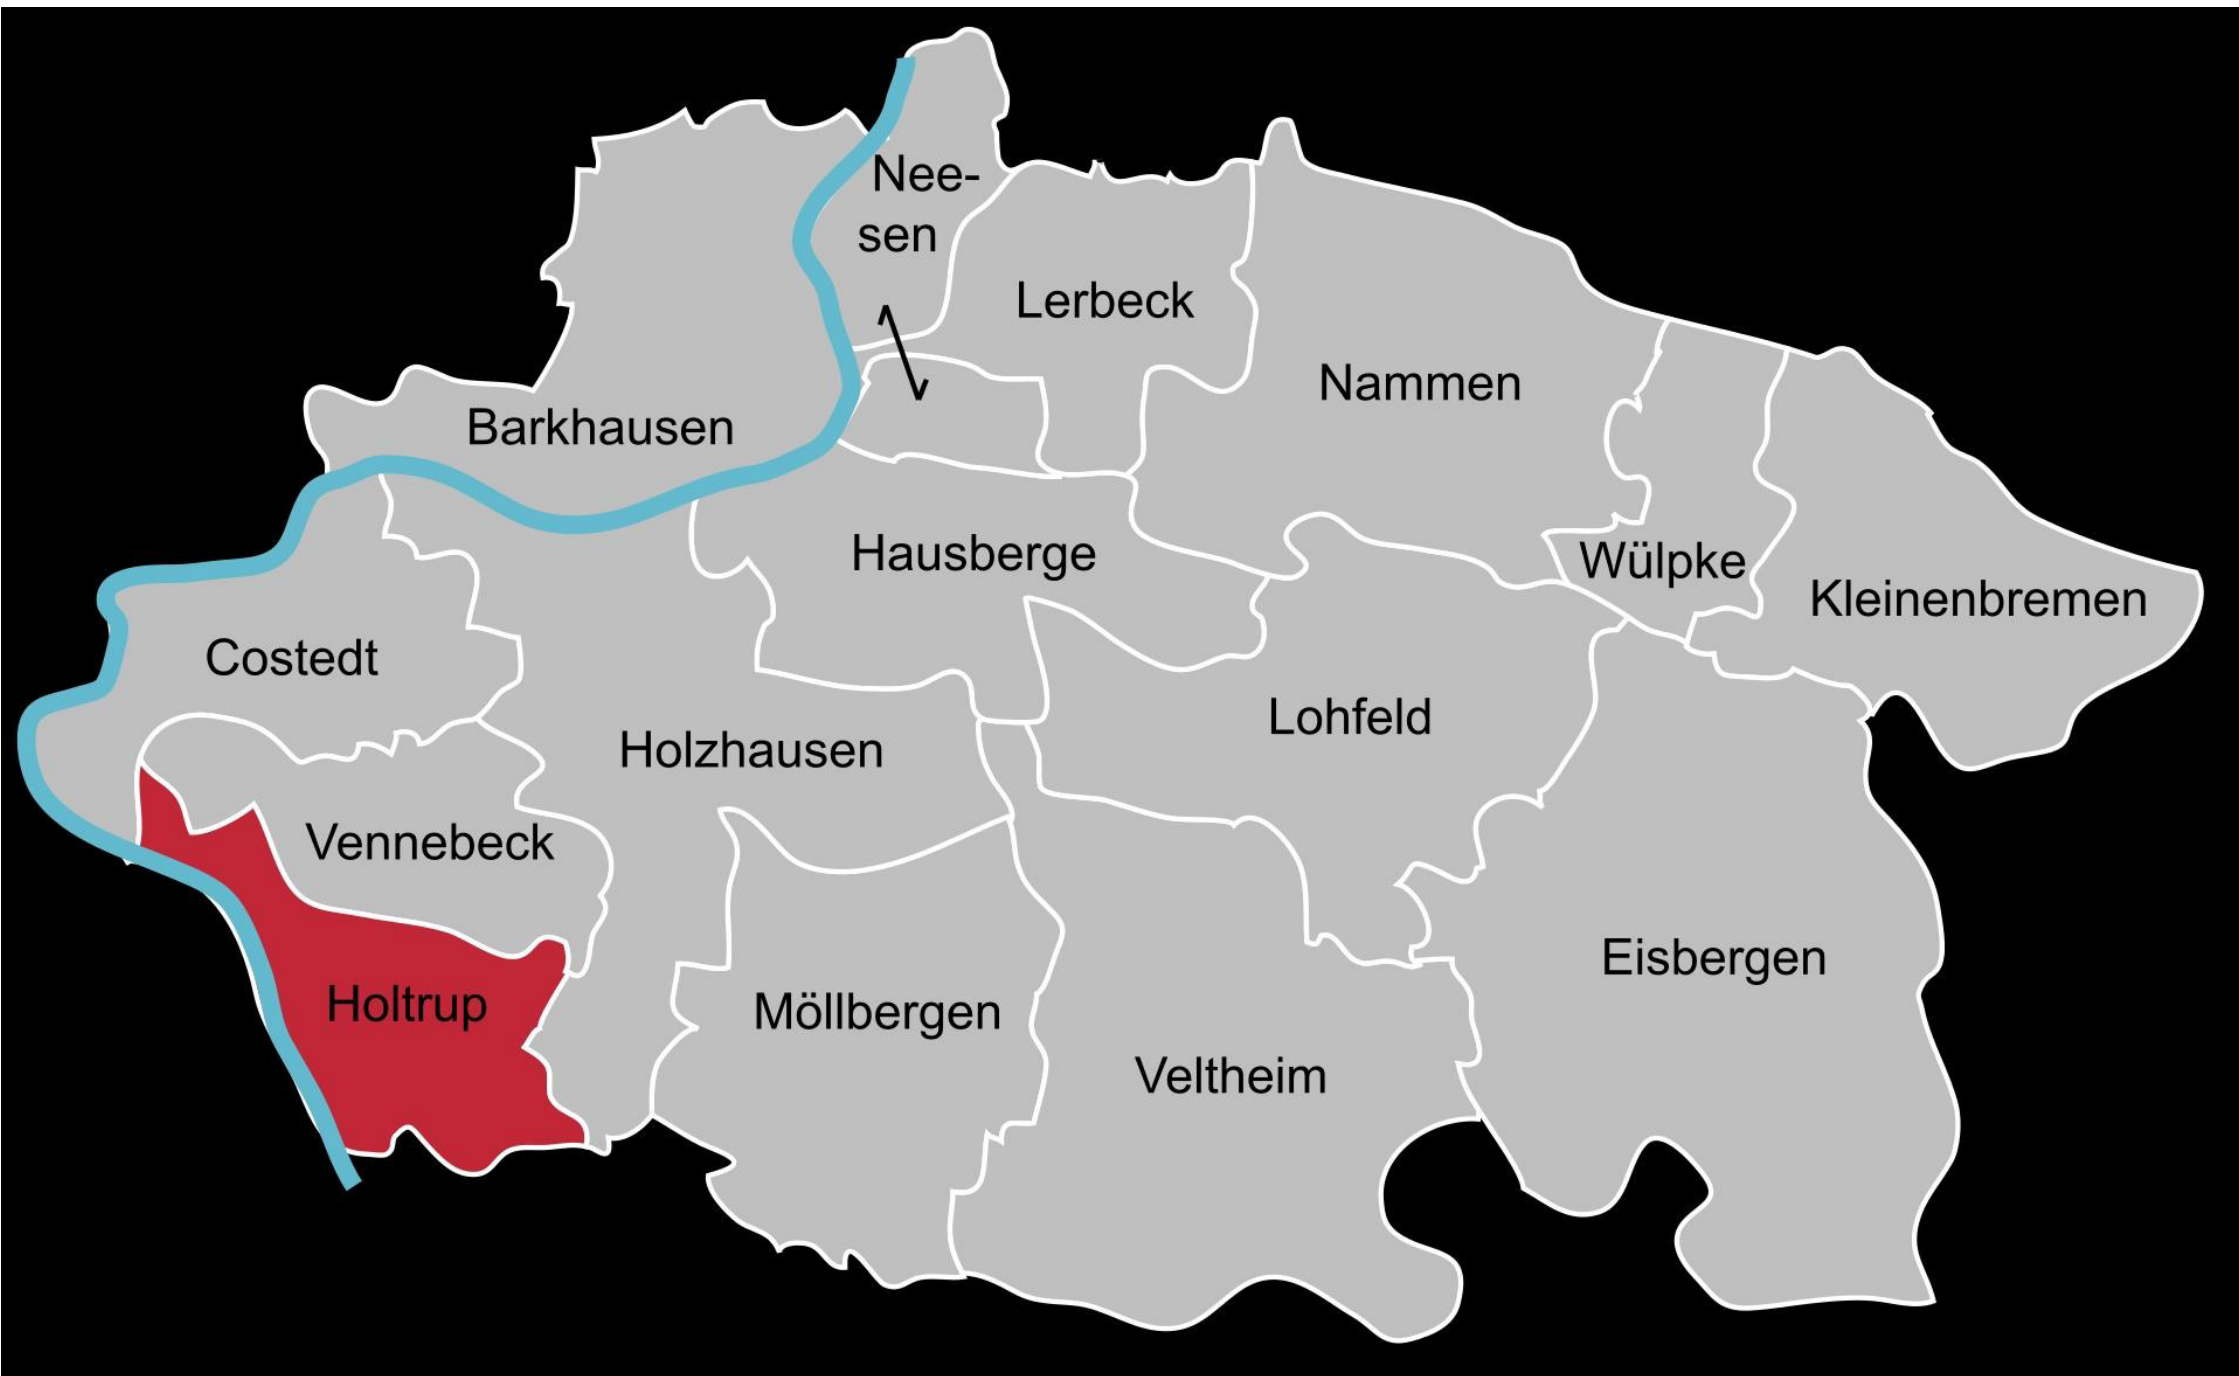 Nee-
sen
Lerbeck
Nammen
Barkhausen
Hausberge
Wülpke
Kleinenbremen
Costedt
Lohfeld
Holzhausen
Vennebeck
Eisbergen
Holtrup
Möllbergen
Veltheim